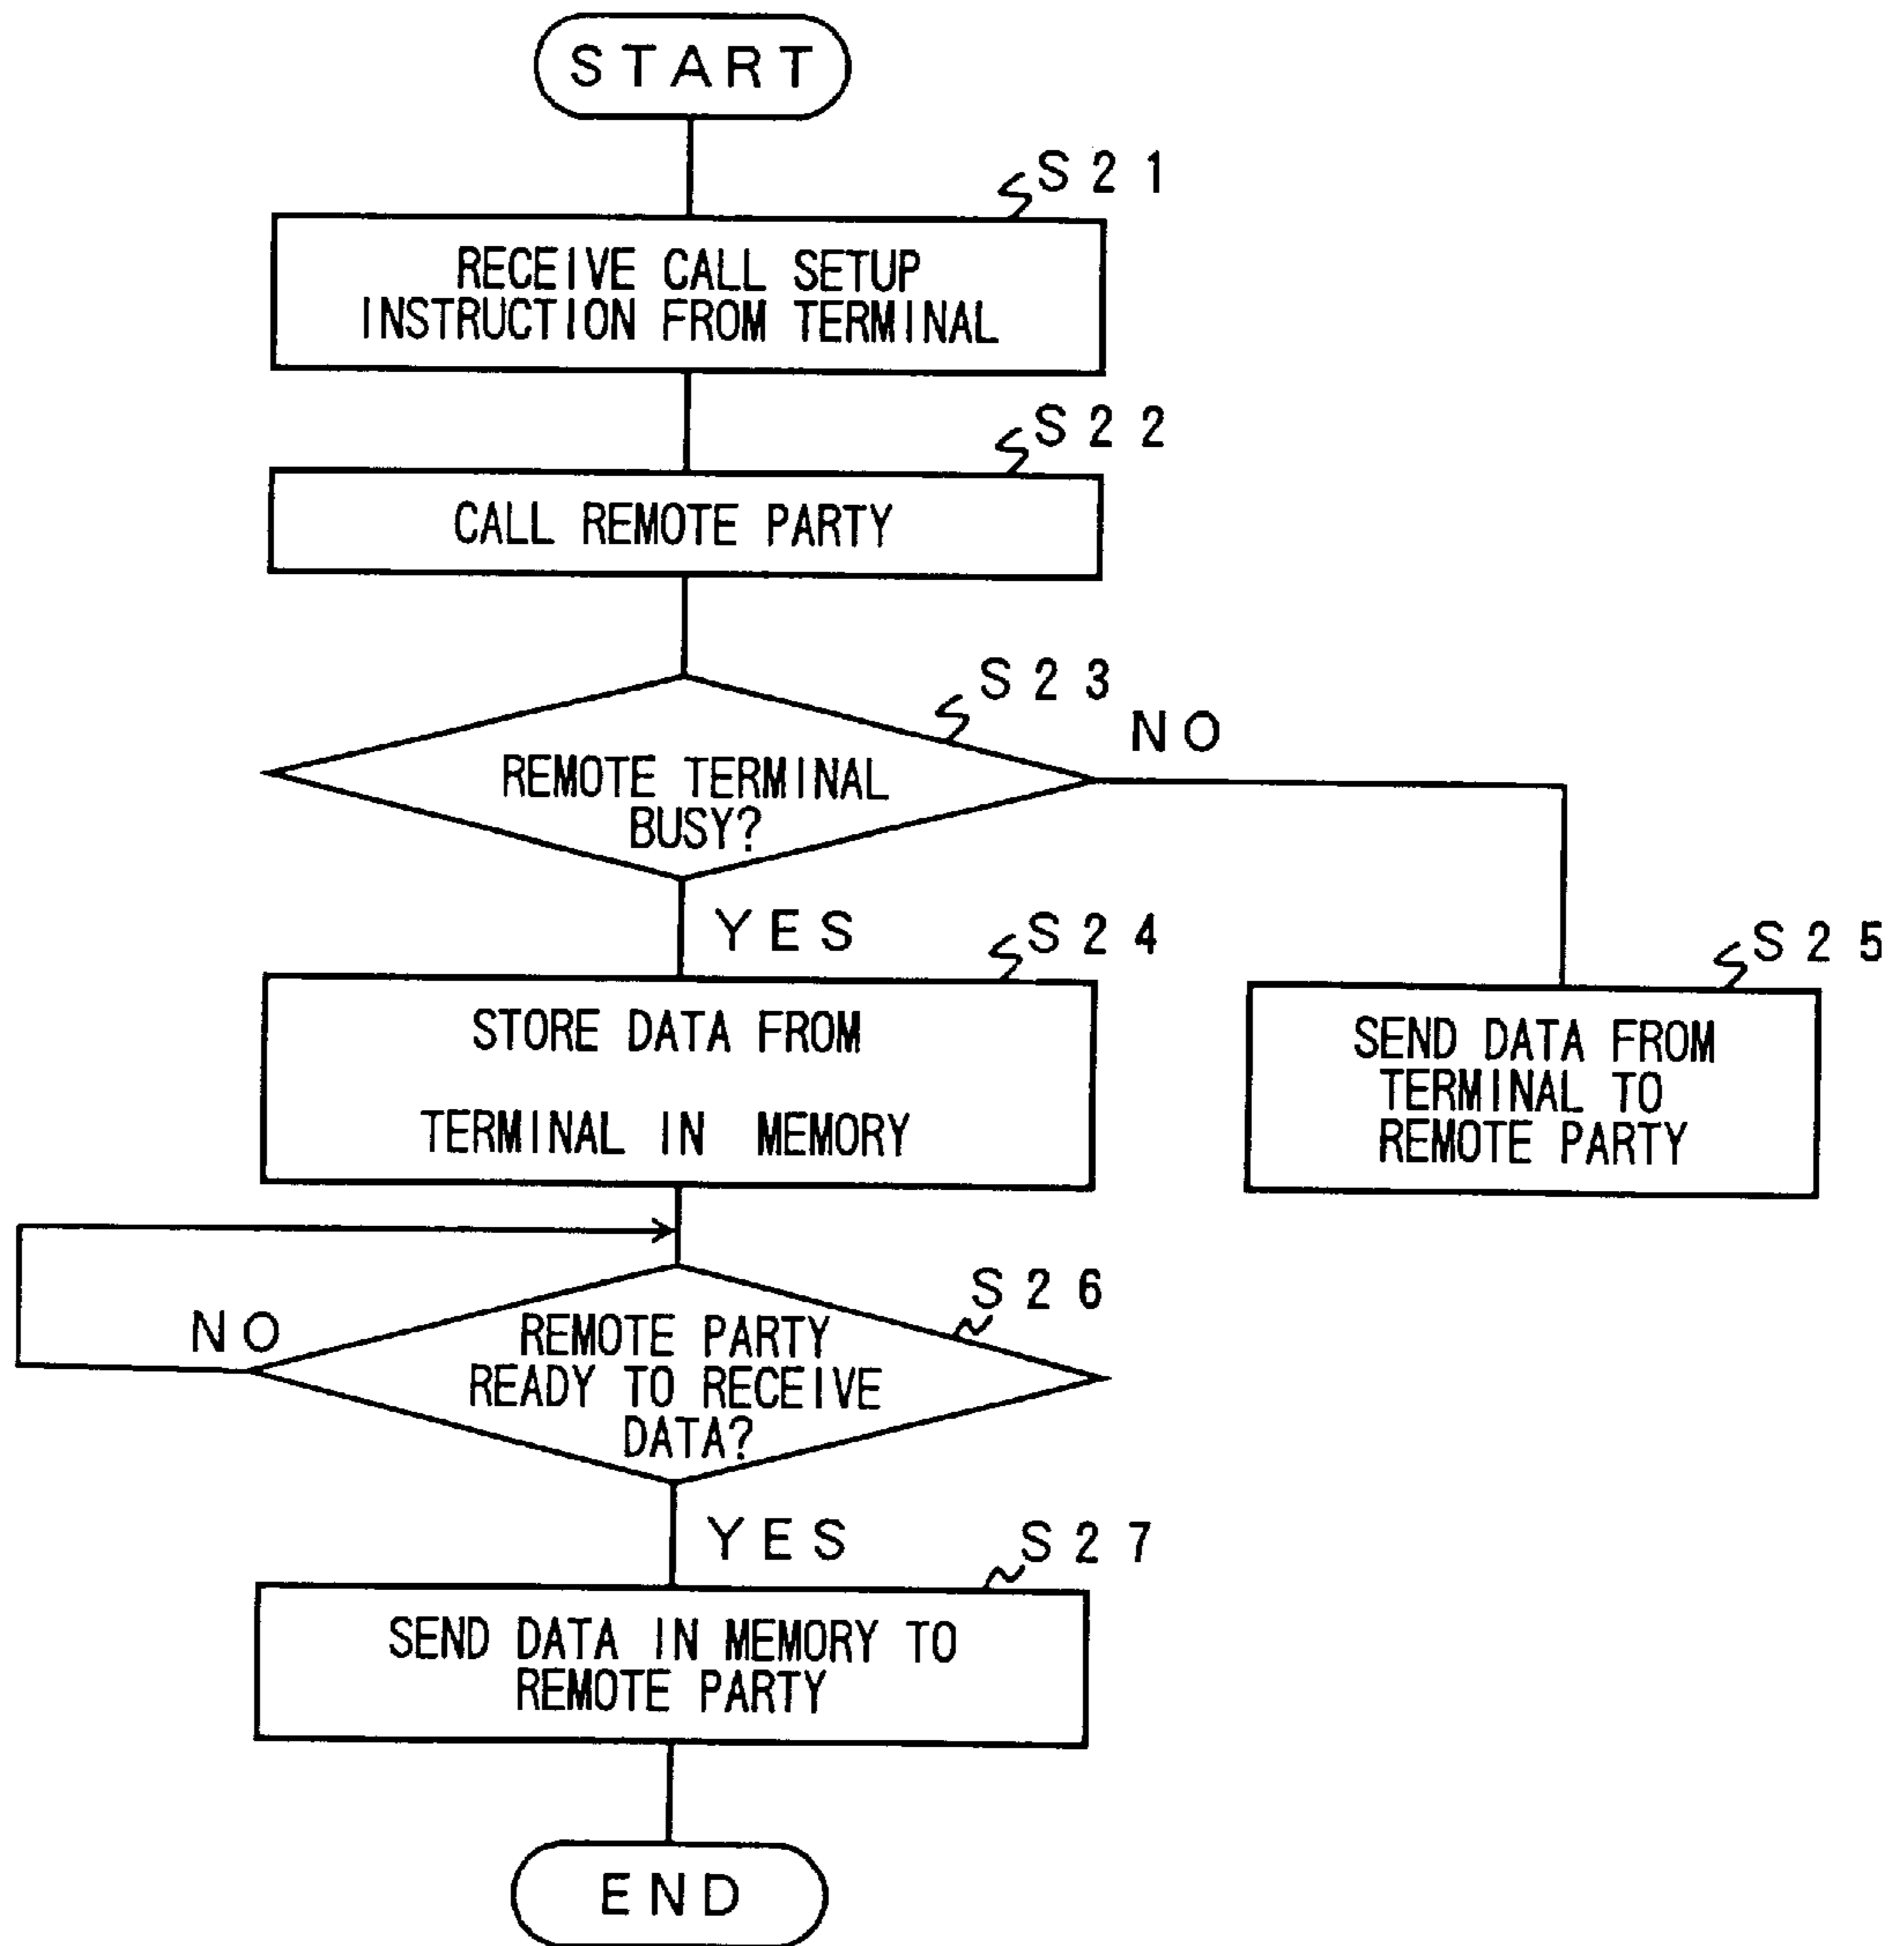 START
S21
RECEIVE CALL SETUP
INSTRUCTION FROM TERMINAL
S22
CALL REMOTE PARTY
S23
NO
REMOTE TERMINAL
BUSY?
YES
S24
S25
STORE DATA FROM
TERMINAL IN MEMORY
SEND DATA FROM
TERMINAL TO
REMOTE PARTY
S26
NO
REMOTE PARTY
READY TO RECEIVE
DATA?
YES
S27
SEND DATA IN MEMORY TO
REMOTE PARTY
END